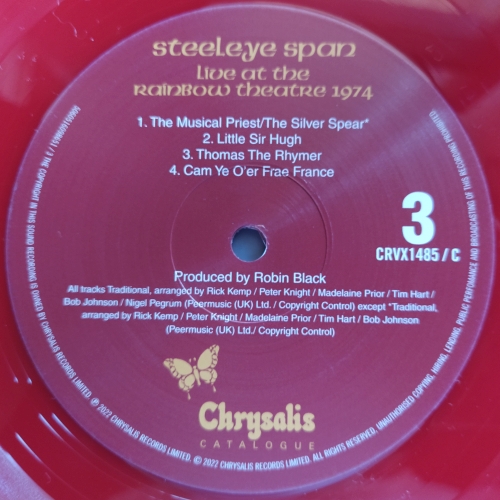 steeleye span
live at the
rainbow theatre 1974
1. The Musical Priest/The Silver Spear*
2. Little Sir Hugh
3. Thomas The Rhymer
4. Cam Ye O'er Frae France
3
CRVX1485 / C
Produced by Robin Black
All tracks Traditional, arranged by Rick Kemp / Peter Knight / Madelaine Prior / Tim Hart /
Bob Johnson / Nigel Pegrum (Peermusic (UK) Ltd. / Copyright Control) except *Traditional,
arranged by Rick Kemp / Peter Knight / Madelaine Prior / Tim Hart / Bob Johnson
(Peermusic (UK) Ltd./ Copyright Control)
Chrysalis
CATALOGUE
THE COPYRIGHT IN THIS SOUND RECORDING IS OWNED BY CHRYSALIS RECORDS LIMITED. ℗ 2022 CHRYSALIS RECORDS LIMITED. © 2022 CHRYSALIS RECORDS LIMITED. ALL RIGHTS RESERVED. UNAUTHORISED COPYING, HIRING, LENDING, PUBLIC PERFORMANCE AND BROADCASTING OF THIS RECORDING PROHIBITED